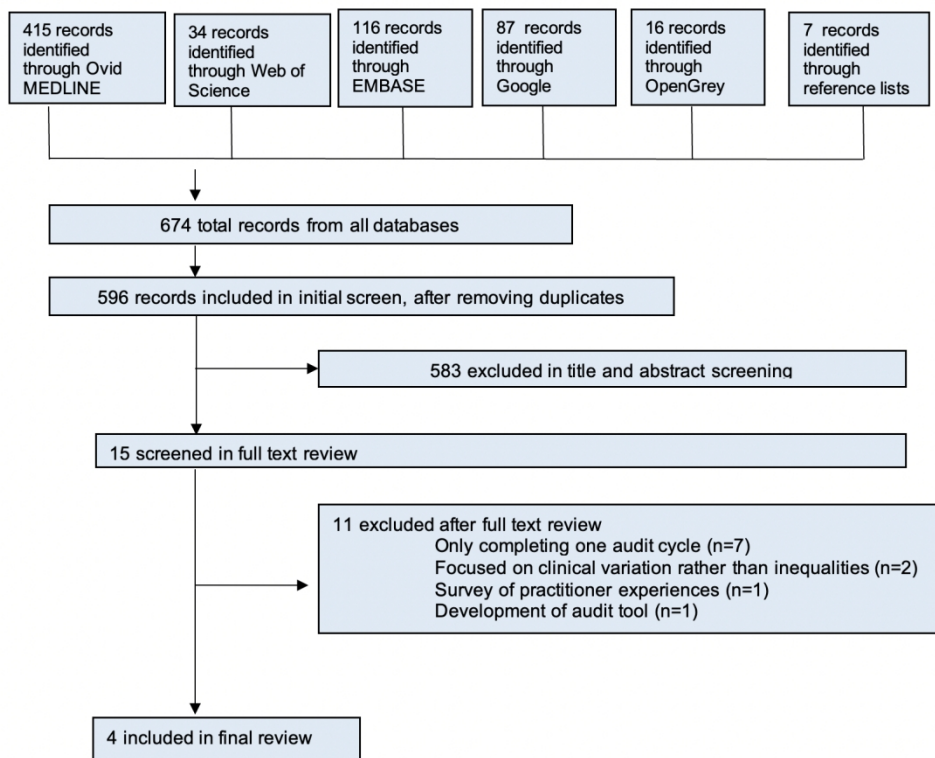 415 records
identified
through Ovid
MEDLINE
34 records
identified
through Web of
Science
116 records
identified
through
EMBASE
87 records
identified
through
Google
16 records
identified
through
OpenGrey
7 records
identified
through
reference lists
674 total records from all databases
596 records included in initial screen, after removing duplicates
583 excluded in title and abstract screening
15 screened in full text review
11 excluded after full text review
Only completing one audit cycle (n=7)
Focused on clinical variation rather than inequalities (n=2)
Survey of practitioner experiences (n=1)
Development of audit tool (n=1)
4 included in final review